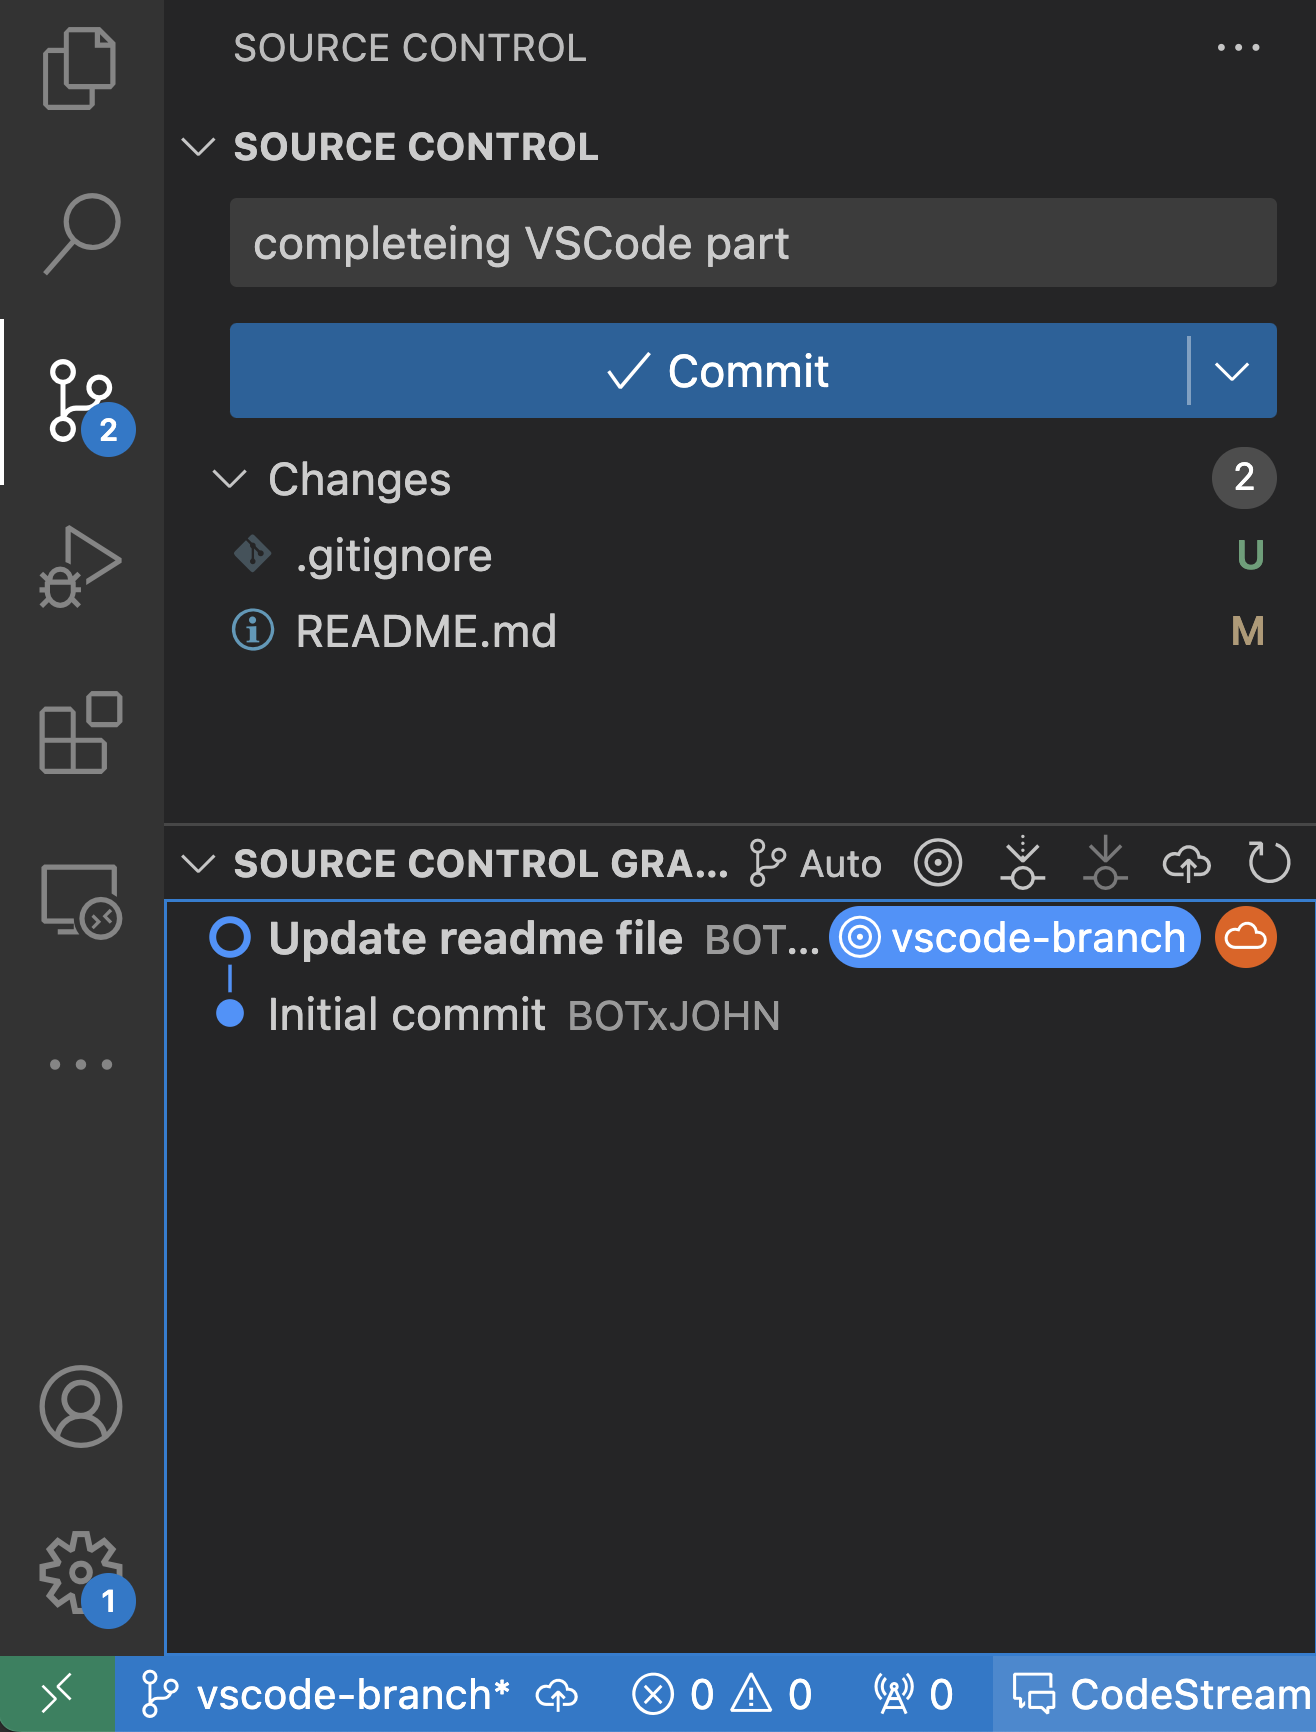 SOURCE CONTROL
SOURCE CONTROL
completeing VSCode part
Commit
Changes 2
.gitignore U
README.md M
2
SOURCE CONTROL GRA... Auto
Update readme file BOT... vscode-branch
Initial commit BOTxJOHN
1
vscode-branch* 0 0 0 CodeStream